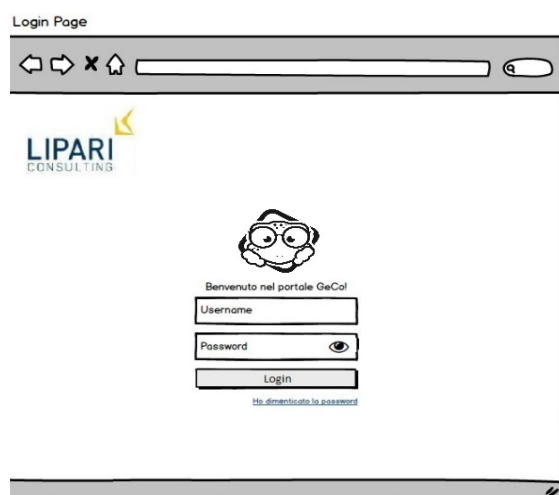 Login Page
LIPARI
CONSULTING
Benvenuto nel portale GeCo!
Username
Password
Login
Ho dimenticato la password